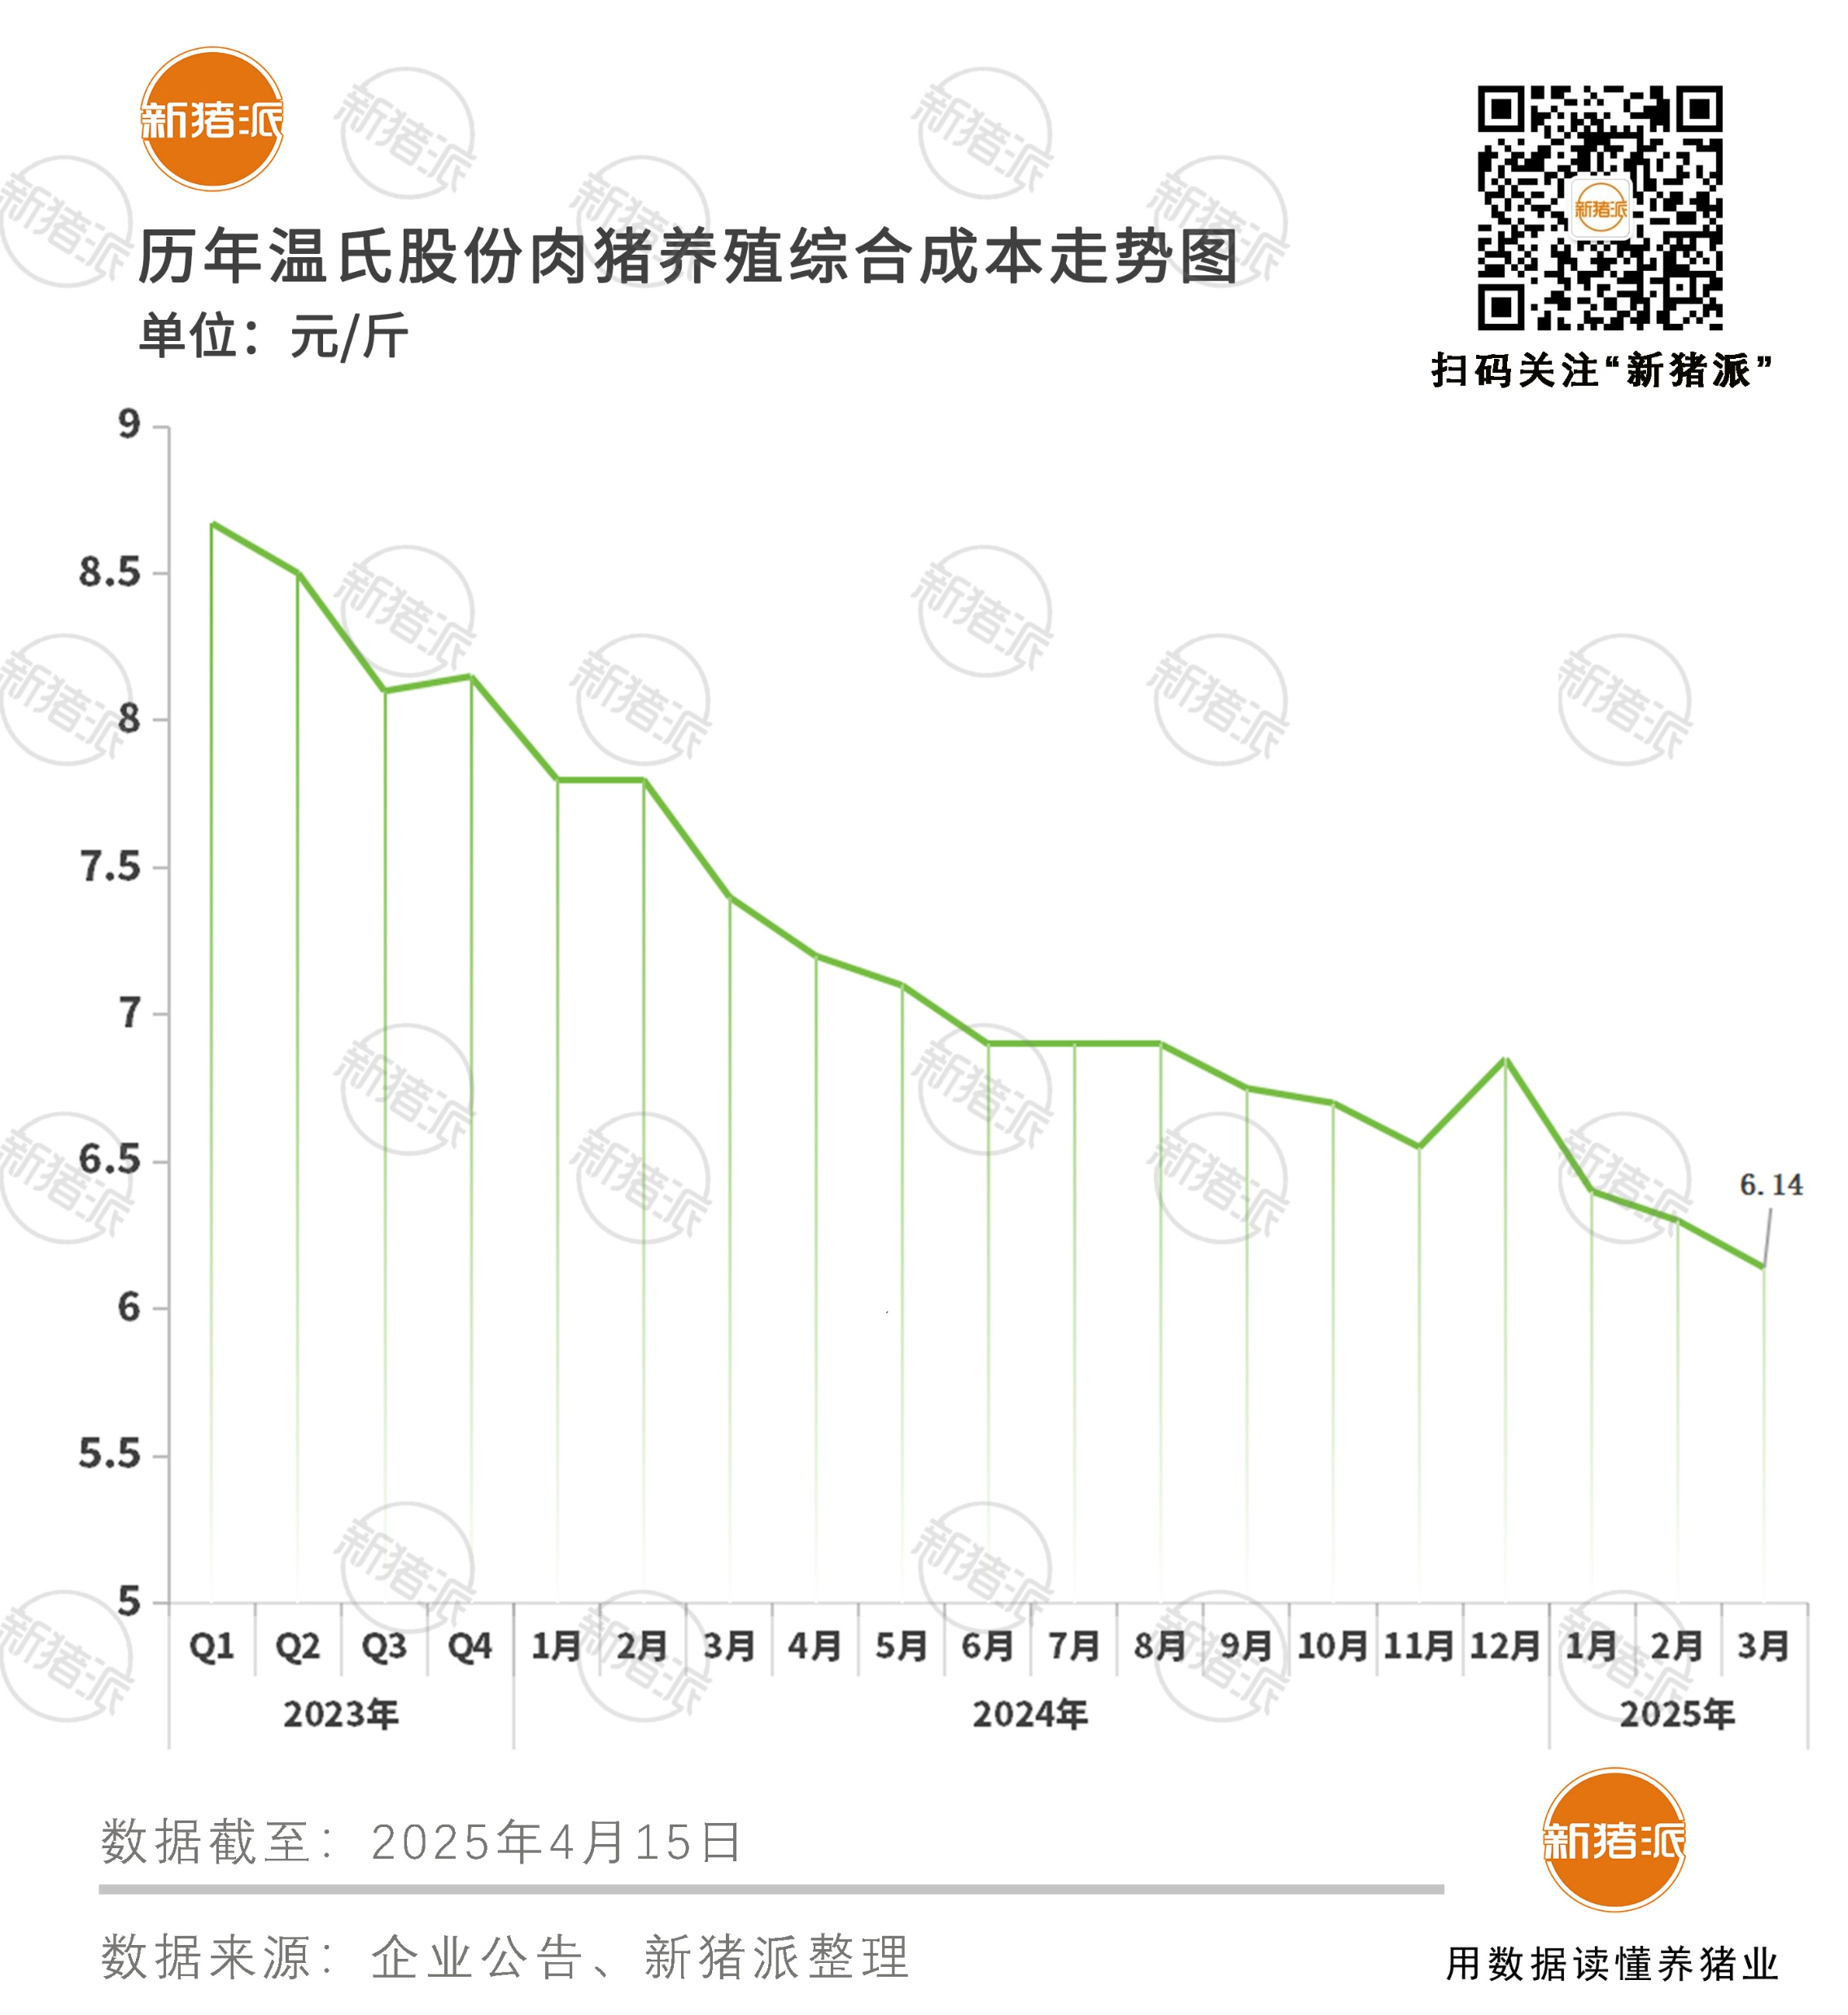 新猪派
历年温氏股份肉猪养殖综合成本走势图
单位：元/斤
新猪派
扫码关注“新猪派”
9
8.5
8
7.5
7
6.5
6
5.5
5
6.14
Q1 Q2 Q3 Q4 1月 2月 3月 4月 5月 6月 7月 8月 9月 10月 11月 12月 1月 2月 3月
2023年 2024年 2025年
数据截至：2025年4月15日
数据来源：企业公告、新猪派整理
新猪派
用数据读懂养猪业